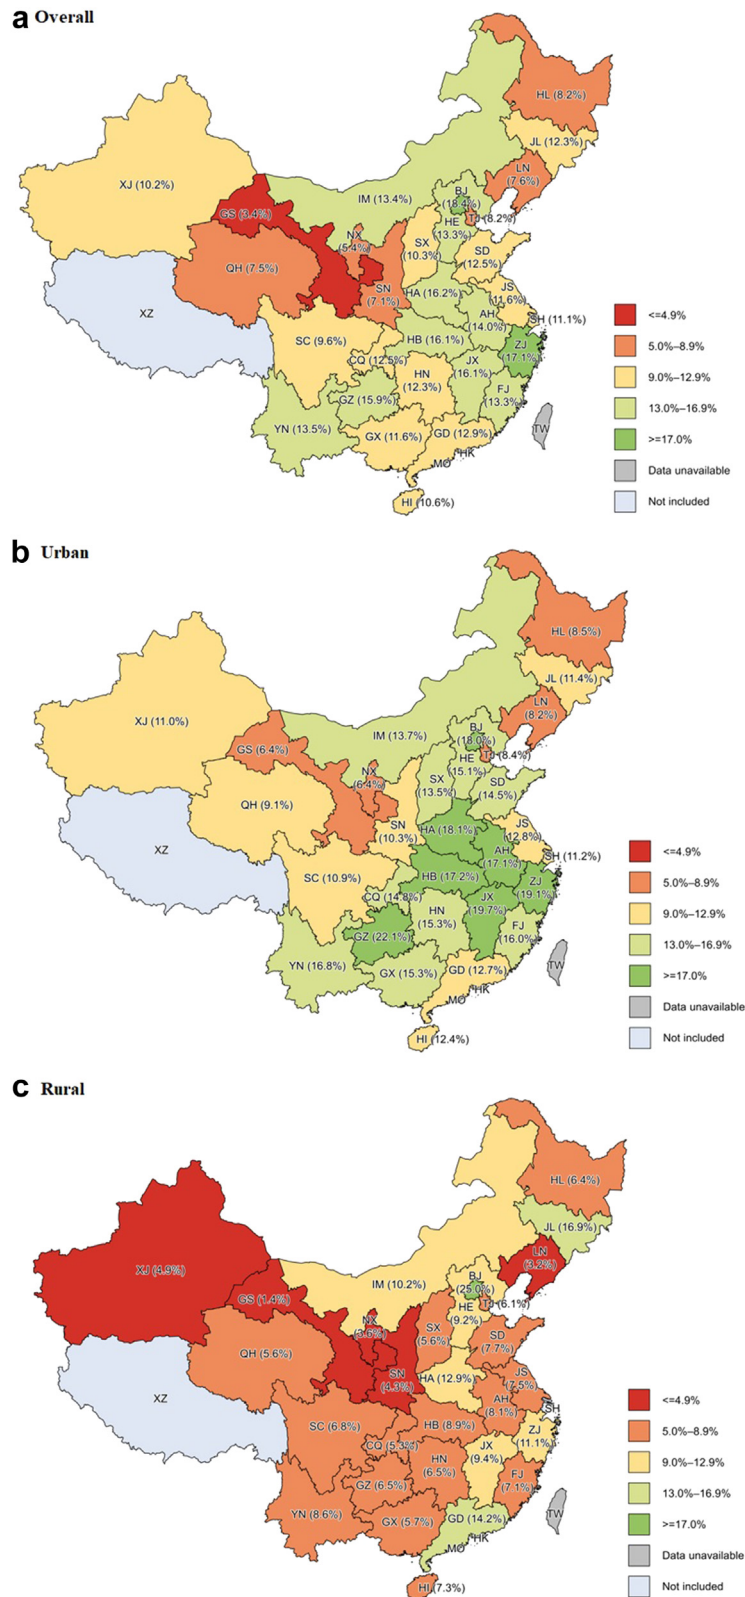 a Overall
HL (8.2%)
JL (12.3%)
LN
(7.6%)
XJ (10.2%)
IM (13.4%)
BJ
(18.4%)
TJ (8.2%)
GS (3.4%)
HE
(13.3%)
NX
(5.4%)
SX
(10.3%)
SD
(12.5%)
QH (7.5%)
SN
(7.1%)
HA (16.2%)
JS
(11.6%)
XZ
AH
(14.0%)
SH (11.1%)
SC (9.6%)
HB (16.1%)
ZJ
(17.1%)
CQ (12.5%)
HN
(12.3%)
JX
(16.1%)
GZ (15.9%)
FJ
(13.3%)
YN (13.5%)
GX (11.6%)
GD (12.9%)
TW
MO
HK
HI (10.6%)
<=4.9%
5.0%–8.9%
9.0%–12.9%
13.0%–16.9%
>=17.0%
Data unavailable
Not included
b Urban
HL (8.5%)
JL (11.4%)
LN
(8.2%)
XJ (11.0%)
IM (13.7%)
BJ
(18.0%)
GS (6.4%)
TJ (8.4%)
HE
(15.1%)
NX
(6.4%)
SX
(13.5%)
SD
(14.5%)
QH (9.1%)
SN
(10.3%)
HA (18.1%)
JS
(12.8%)
XZ
AH
(17.1%)
SH (11.2%)
SC (10.9%)
HB (17.2%)
ZJ
(19.1%)
CQ (14.8%)
HN
(15.3%)
JX
(19.7%)
GZ (22.1%)
FJ
(16.0%)
YN (16.8%)
GX (15.3%)
GD (12.7%)
TW
MO
HK
HI (12.4%)
<=4.9%
5.0%–8.9%
9.0%–12.9%
13.0%–16.9%
>=17.0%
Data unavailable
Not included
c Rural
HL (6.4%)
JL (16.9%)
LN
(3.2%)
XJ (4.9%)
IM (10.2%)
BJ
(25.0%)
GS (1.4%)
TJ (6.1%)
HE
(9.2%)
NX
(3.6%)
SX
(5.6%)
SD
(7.7%)
QH (5.6%)
SN
(4.3%)
HA (12.9%)
JS
(7.5%)
XZ
AH
(8.1%)
SH
SC (6.8%)
HB (8.9%)
ZJ
(11.1%)
CQ (5.3%)
HN
(6.5%)
JX
(9.4%)
GZ (6.5%)
FJ
(7.1%)
YN (8.6%)
GX (5.7%)
GD (14.2%)
TW
MO
HK
HI (7.3%)
<=4.9%
5.0%–8.9%
9.0%–12.9%
13.0%–16.9%
>=17.0%
Data unavailable
Not included